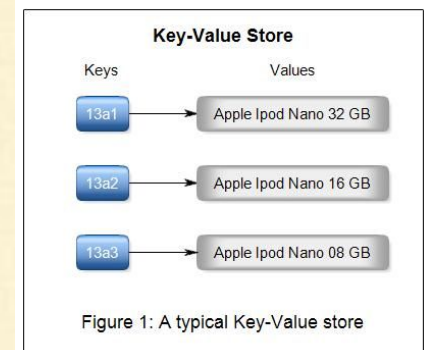 Key-Value Store
Keys Values
13a1 Apple Ipod Nano 32 GB
13a2 Apple Ipod Nano 16 GB
13a3 Apple Ipod Nano 08 GB
Figure 1: A typical Key-Value store